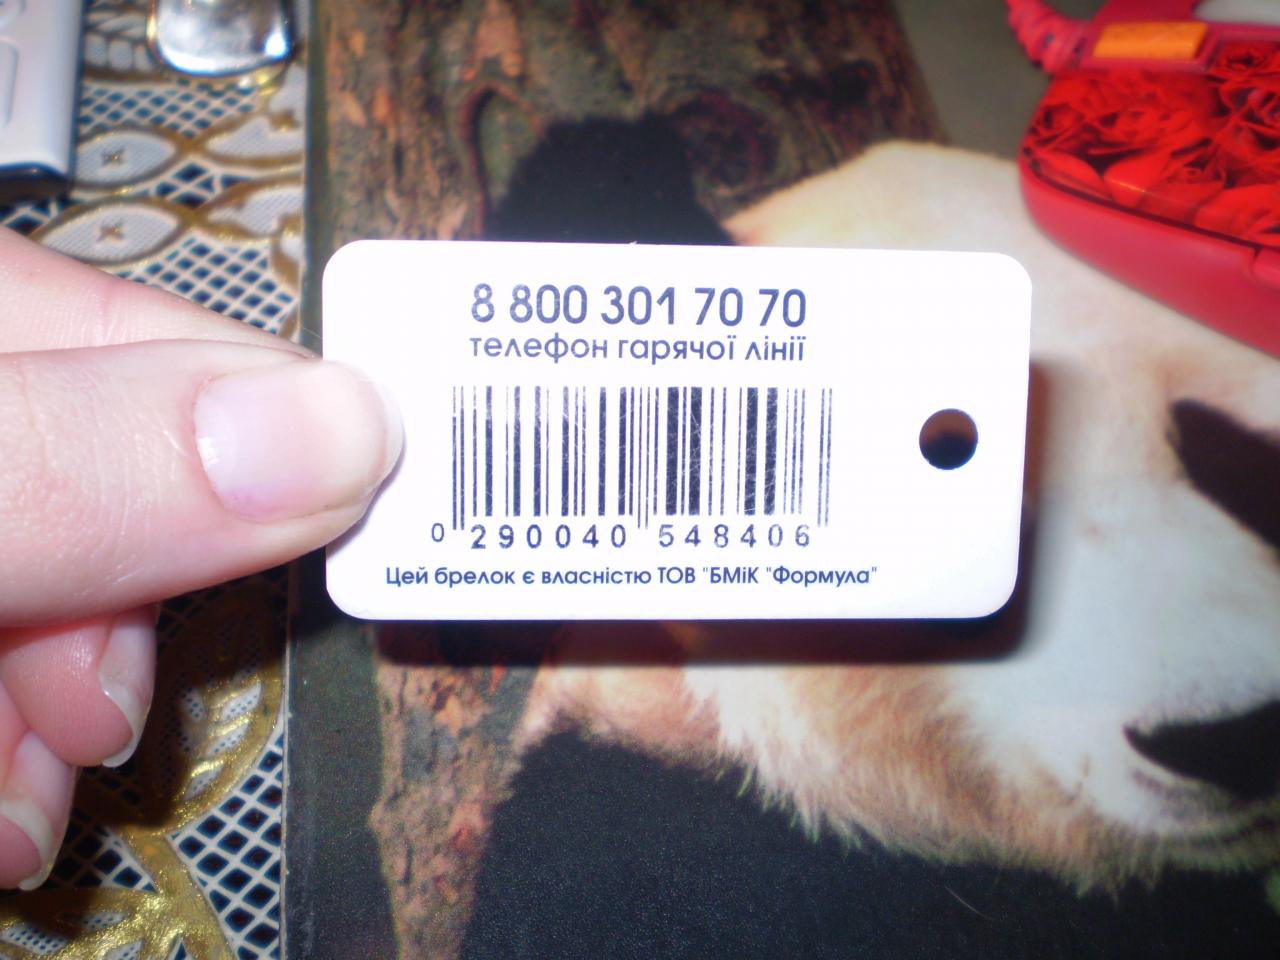 8 800 301 70 70
телефон гарячої лінії
0 290040 548406
Цей брелок є власністю ТОВ "БМіК "Формула"